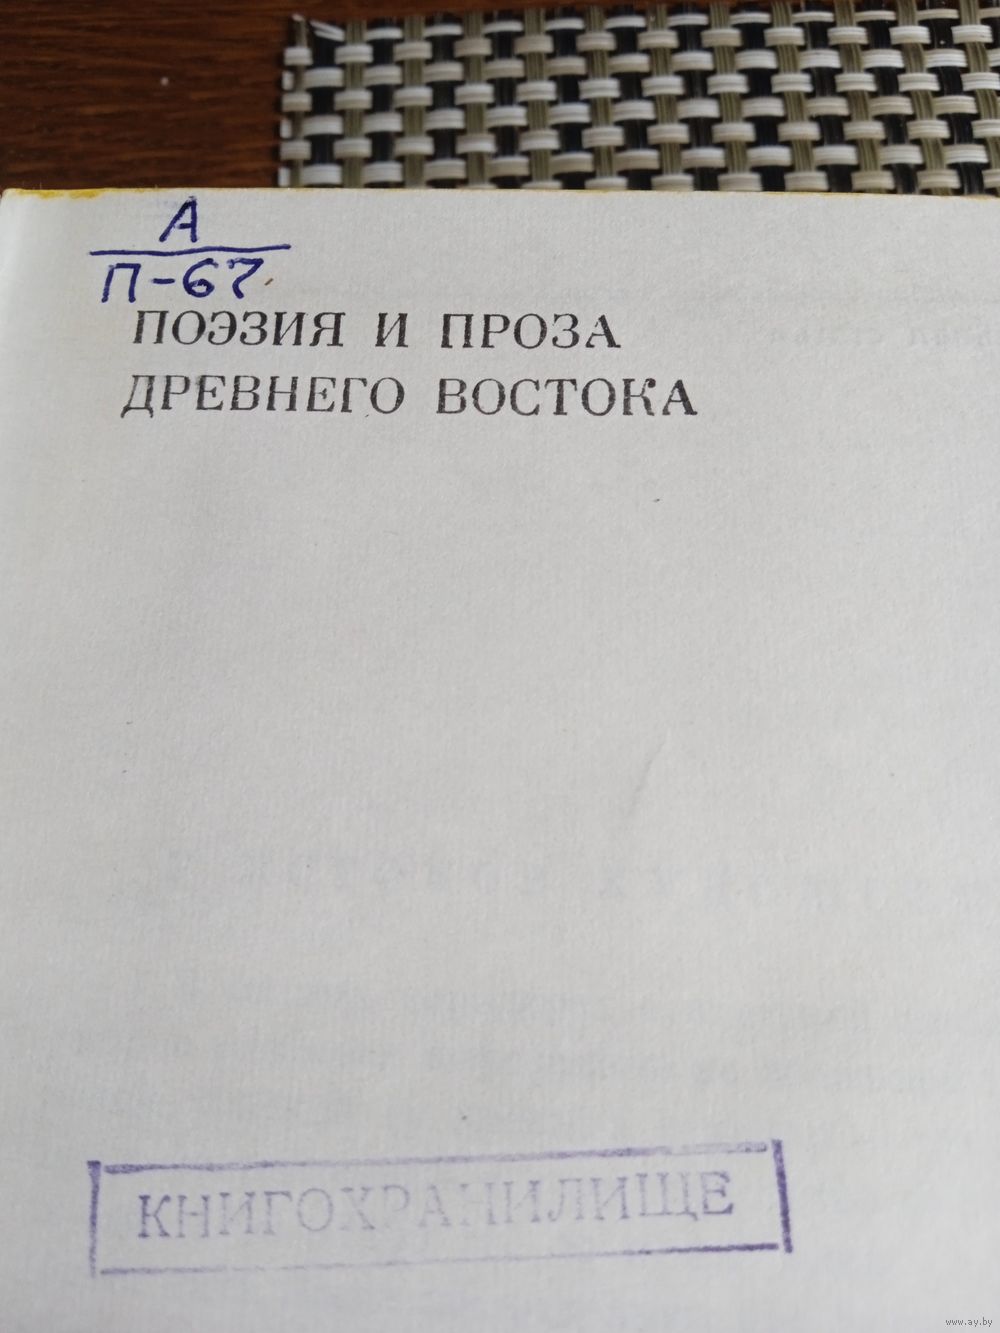 А
П-67
ПОЭЗИЯ И ПРОЗА
ДРЕВНЕГО ВОСТОКА
КНИГОХРАНИЛИЩЕ
www.ay.by